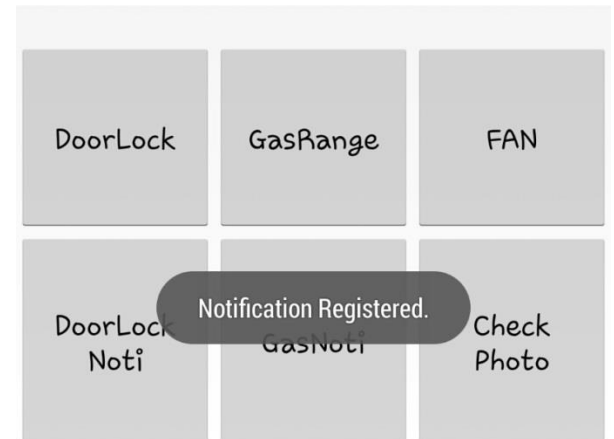 DoorLock GasRange FAN
Notification Registered.
DoorLock GasNoti Check
Noti Photo